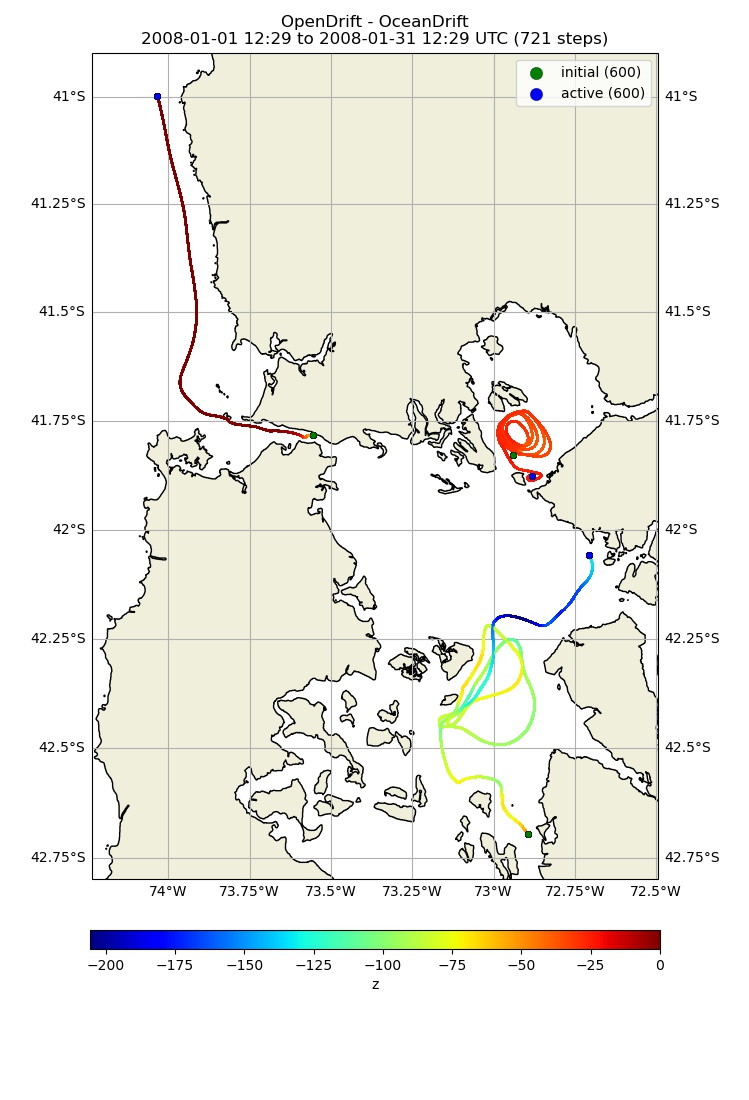 OpenDrift - OceanDrift
2008-01-01 12:29 to 2008-01-31 12:29 UTC (721 steps)
initial (600)
active (600)
41°S 41°S
41.25°S 41.25°S
41.5°S 41.5°S
41.75°S 41.75°S
42°S 42°S
42.25°S 42.25°S
42.5°S 42.5°S
42.75°S 42.75°S
74°W 73.75°W 73.5°W 73.25°W 73°W 72.75°W 72.5°W
−200 −175 −150 −125 −100 −75 −50 −25 0
z